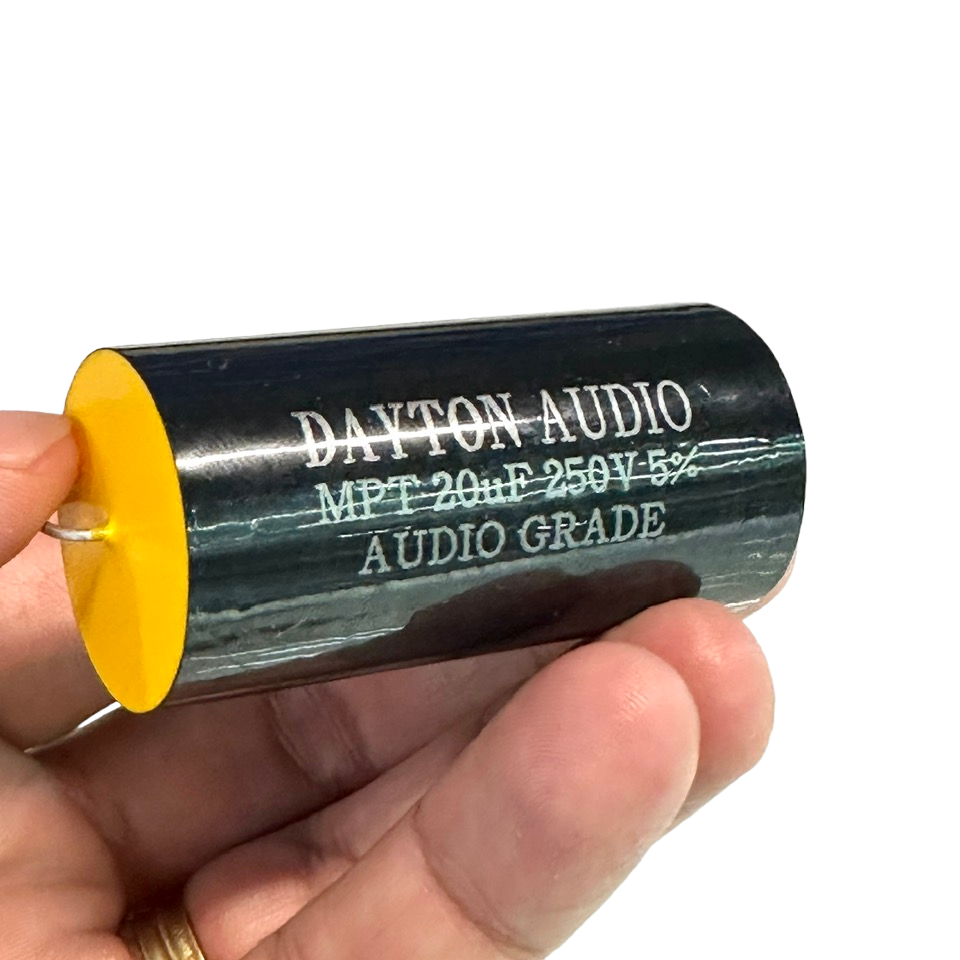 DAYTON AUDIO
MPT 20uF 250V 5%
AUDIO GRADE